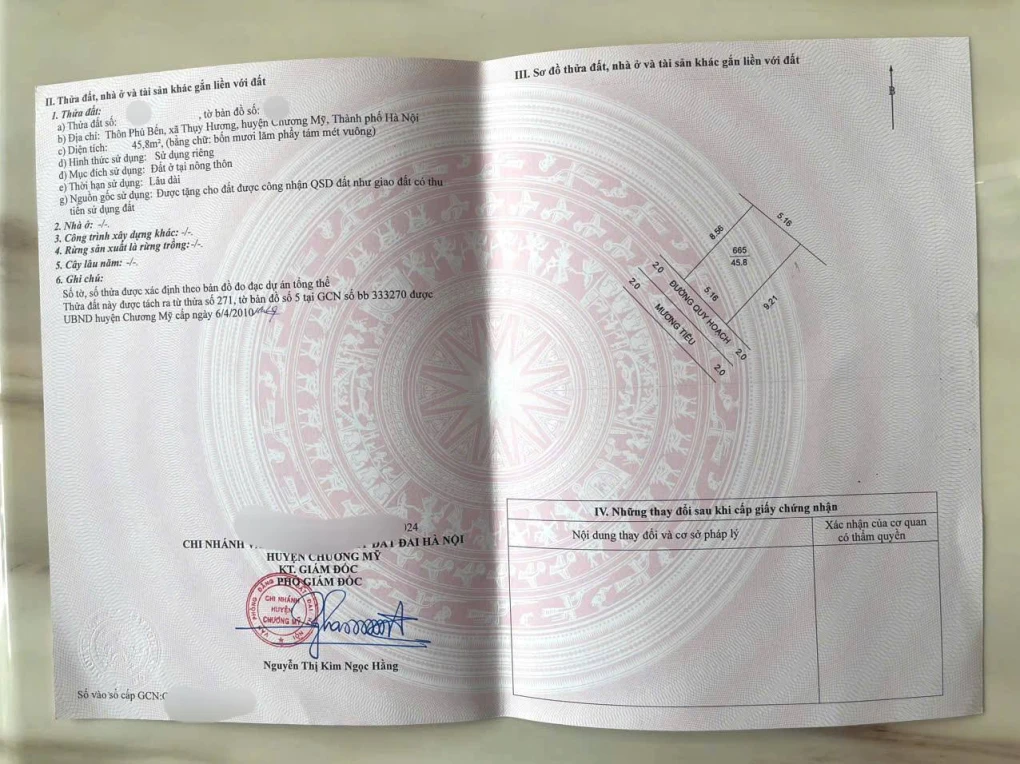 II. Thửa đất, nhà ở và tài sản khác gắn liền với đất
1. Thửa đất:
a) Thửa đất số: , tờ bản đồ số:
b) Địa chỉ: Thôn Phú Bến, xã Thụy Hương, huyện Chương Mỹ, Thành phố Hà Nội
c) Diện tích: 45,8m², (bằng chữ: bốn mươi lăm phẩy tám mét vuông)
d) Hình thức sử dụng: Sử dụng riêng
đ) Mục đích sử dụng: Đất ở tại nông thôn
e) Thời hạn sử dụng: Lâu dài
g) Nguồn gốc sử dụng: Được tặng cho đất được công nhận QSD đất như giao đất có thu
tiền sử dụng đất
2. Nhà ở: -/-.
3. Công trình xây dựng khác: -/-.
4. Rừng sản xuất là rừng trồng: -/-.
5. Cây lâu năm: -/-.
6. Ghi chú:
Số tờ, số thửa được xác định theo bản đồ đo đạc dự án tổng thể
Thửa đất này được tách ra từ thửa số 271, tờ bản đồ số 5 tại GCN số bb 333270 được
UBND huyện Chương Mỹ cấp ngày 6/4/2010
024
CHI NHÁNH ĐẤT ĐAI HÀ NỘI
HUYỆN CHƯƠNG MỸ
KT. GIÁM ĐỐC
PHÓ GIÁM ĐỐC
CHI NHÁNH
HUYỆN
CHƯƠNG MỸ
Nguyễn Thị Kim Ngọc Hằng
Số vào sổ cấp GCN:C
III. Sơ đồ thửa đất, nhà ở và tài sản khác gắn liền với đất
B
5.16
8.56
665
45.8
2.0
5.16
9.21
2.0
ĐƯỜNG QUY HOẠCH
MƯƠNG TIÊU
2.0
2.0
IV. Những thay đổi sau khi cấp giấy chứng nhận
Nội dung thay đổi và cơ sở pháp lý
Xác nhận của cơ quan
có thẩm quyền